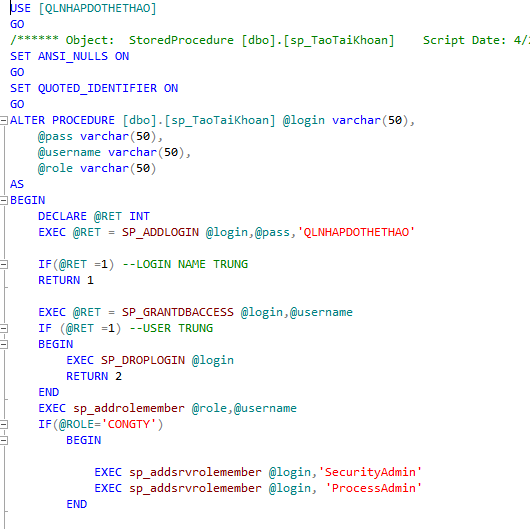 USE [QLNHAPDOTHETHAO]
GO
/****** Object:  StoredProcedure [dbo].[sp_TaoTaiKhoan]    Script Date: 4/
SET ANSI_NULLS ON
GO
SET QUOTED_IDENTIFIER ON
GO
ALTER PROCEDURE [dbo].[sp_TaoTaiKhoan] @login varchar(50),
    @pass varchar(50),
    @username varchar(50),
    @role varchar(50)
AS
BEGIN
    DECLARE @RET INT
    EXEC @RET = SP_ADDLOGIN @login,@pass,'QLNHAPDOTHETHAO'
    IF(@RET =1) --LOGIN NAME TRUNG
    RETURN 1
    EXEC @RET = SP_GRANTDBACCESS @login,@username
    IF (@RET =1) --USER TRUNG
    BEGIN
        EXEC SP_DROPLOGIN @login
        RETURN 2
    END
    EXEC sp_addrolemember @role,@username
    IF(@ROLE='CONGTY')
        BEGIN
            EXEC sp_addsrvrolemember @login,'SecurityAdmin'
            EXEC sp_addsrvrolemember @login, 'ProcessAdmin'
        END